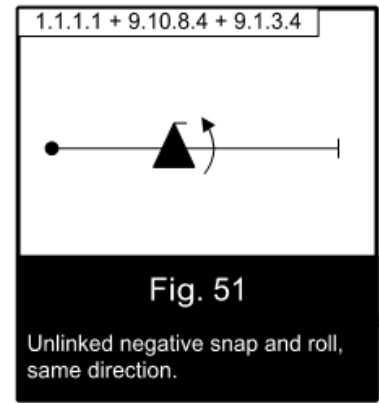 1.1.1.1 + 9.10.8.4 + 9.1.3.4
Fig. 51
Unlinked negative snap and roll,
same direction.